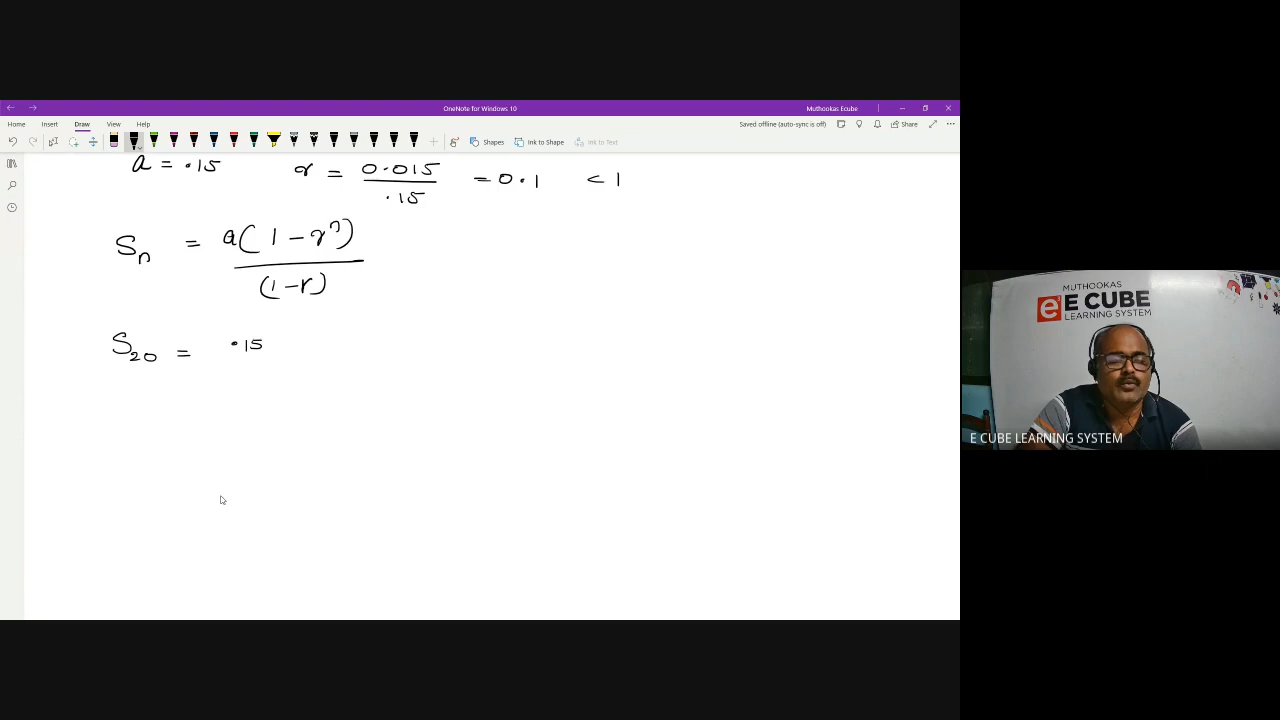 OneNote for Windows 10
Muthookas Ecube
Home Insert Draw View Help
Saved offline (auto-sync is off)
Share
Shapes Ink to Shape Ink to Text
a = .15 r = 0.015 / .15 = 0.1 < 1
Sn = a(1 - r^n) / (1 - r)
S20 = .15
MUTHOOKAS
e3 E CUBE
LEARNING SYSTEM
E CUBE LEARNING SYSTEM